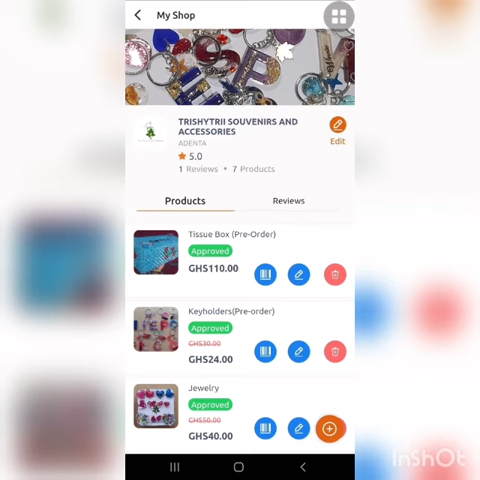 My Shop
TRISHYTRII SOUVENIRS AND
ACCESSORIES
ADENTA
5.0
1 Reviews • 7 Products
Edit
Products
Reviews
Tissue Box (Pre-Order)
Approved
GHS110.00
Keyholders(Pre-order)
Approved
GHS30.00
GHS24.00
Jewelry
Approved
GHS50.00
GHS40.00
InShOt